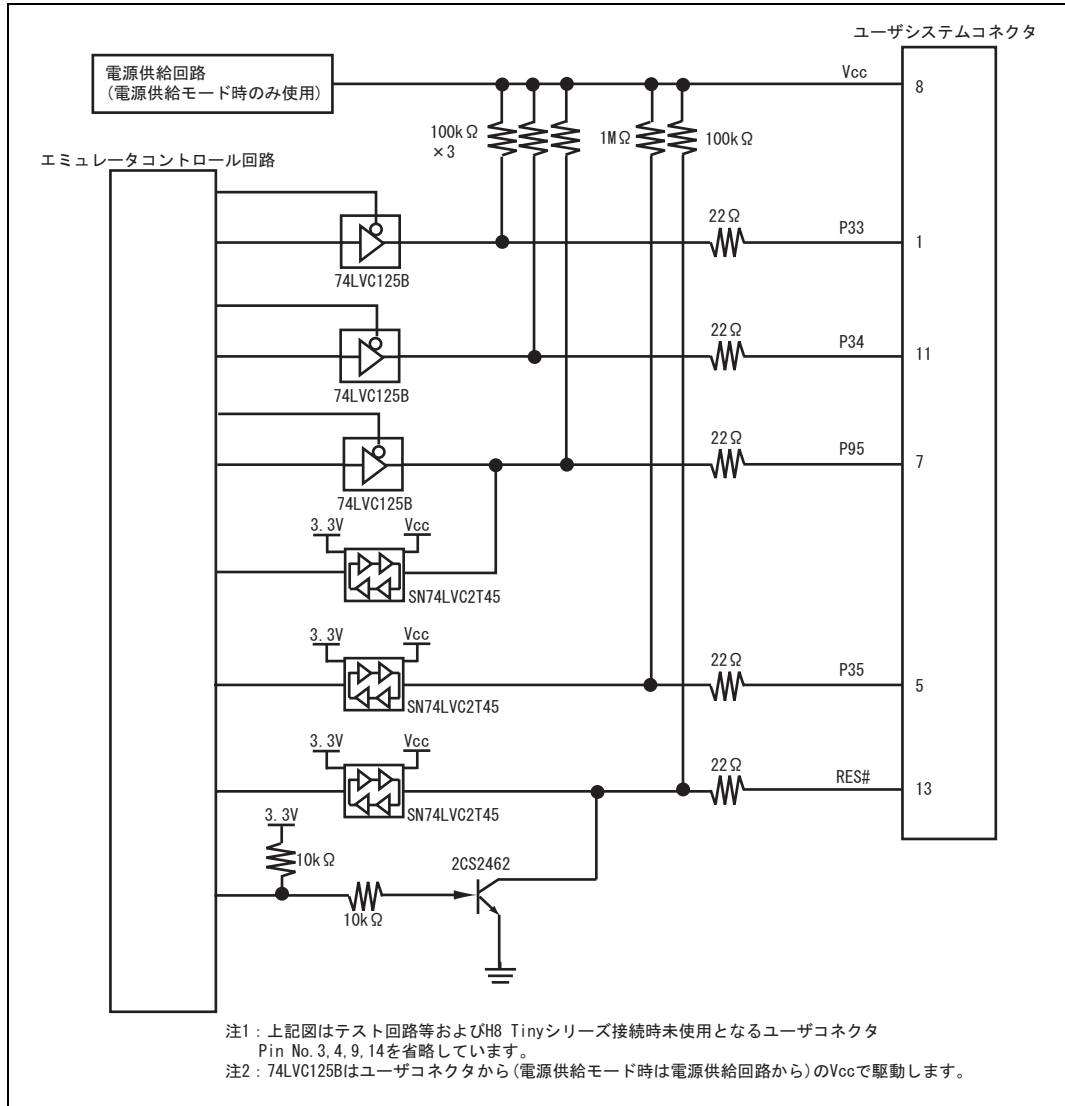 ユーザシステムコネクタ
電源供給回路
(電源供給モード時のみ使用)
Vcc
8
100kΩ
×3
1MΩ
100kΩ
エミュレータコントロール回路
22Ω
P33
1
74LVC125B
22Ω
P34
11
74LVC125B
22Ω
P95
7
74LVC125B
3.3V
Vcc
SN74LVC2T45
3.3V
Vcc
22Ω
P35
5
SN74LVC2T45
3.3V
Vcc
22Ω
RES#
13
SN74LVC2T45
3.3V
10kΩ
2CS2462
10kΩ
注1：上記図はテスト回路等およびH8 Tinyシリーズ接続時未使用となるユーザコネクタ
Pin No.3,4,9,14を省略しています。
注2：74LVC125Bはユーザコネクタから(電源供給モード時は電源供給回路から)のVccで駆動します。